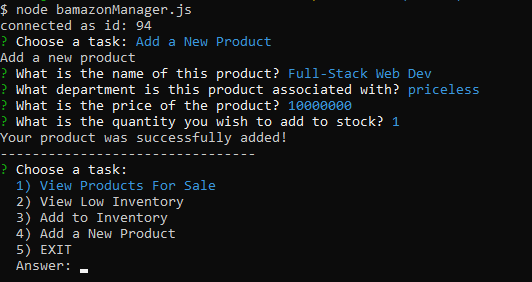 $ node bamazonManager.js
connected as id: 94
? Choose a task: Add a New Product
Add a new product
? What is the name of this product? Full-Stack Web Dev
? What department is this product associated with? priceless
? What is the price of the product? 10000000
? What is the quantity you wish to add to stock? 1
Your product was successfully added!
--------------------------------
? Choose a task:
1) View Products For Sale
2) View Low Inventory
3) Add to Inventory
4) Add a New Product
5) EXIT
Answer: